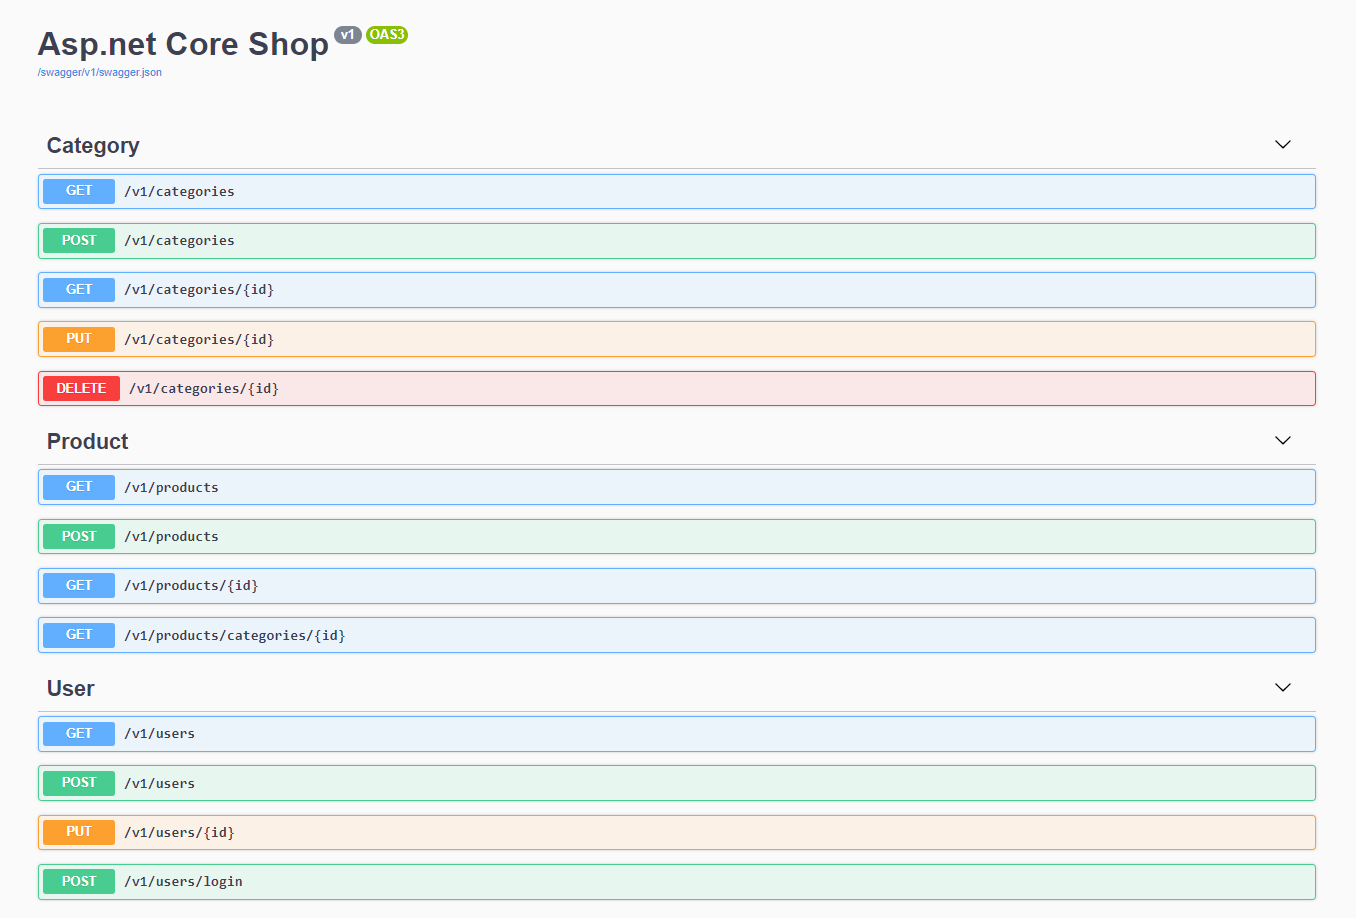 Asp.net Core Shop v1 OAS3
/swagger/v1/swagger.json
Category
GET /v1/categories
POST /v1/categories
GET /v1/categories/{id}
PUT /v1/categories/{id}
DELETE /v1/categories/{id}
Product
GET /v1/products
POST /v1/products
GET /v1/products/{id}
GET /v1/products/categories/{id}
User
GET /v1/users
POST /v1/users
PUT /v1/users/{id}
POST /v1/users/login